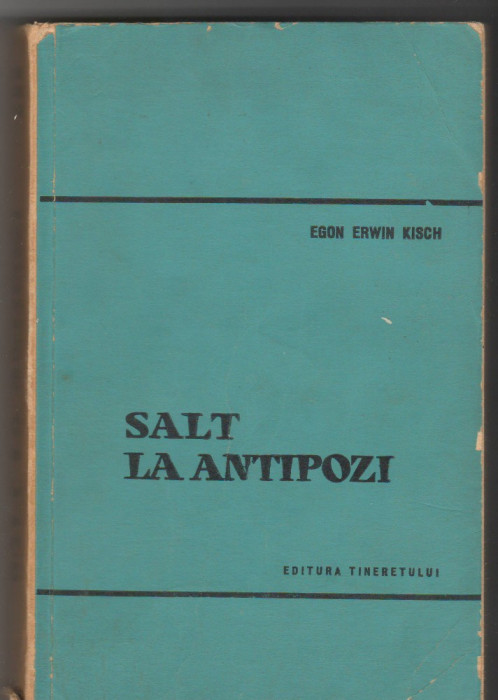 EGON ERWIN KISCH
SALT
LA ANTIPOZI
EDITURA TINERETULUI